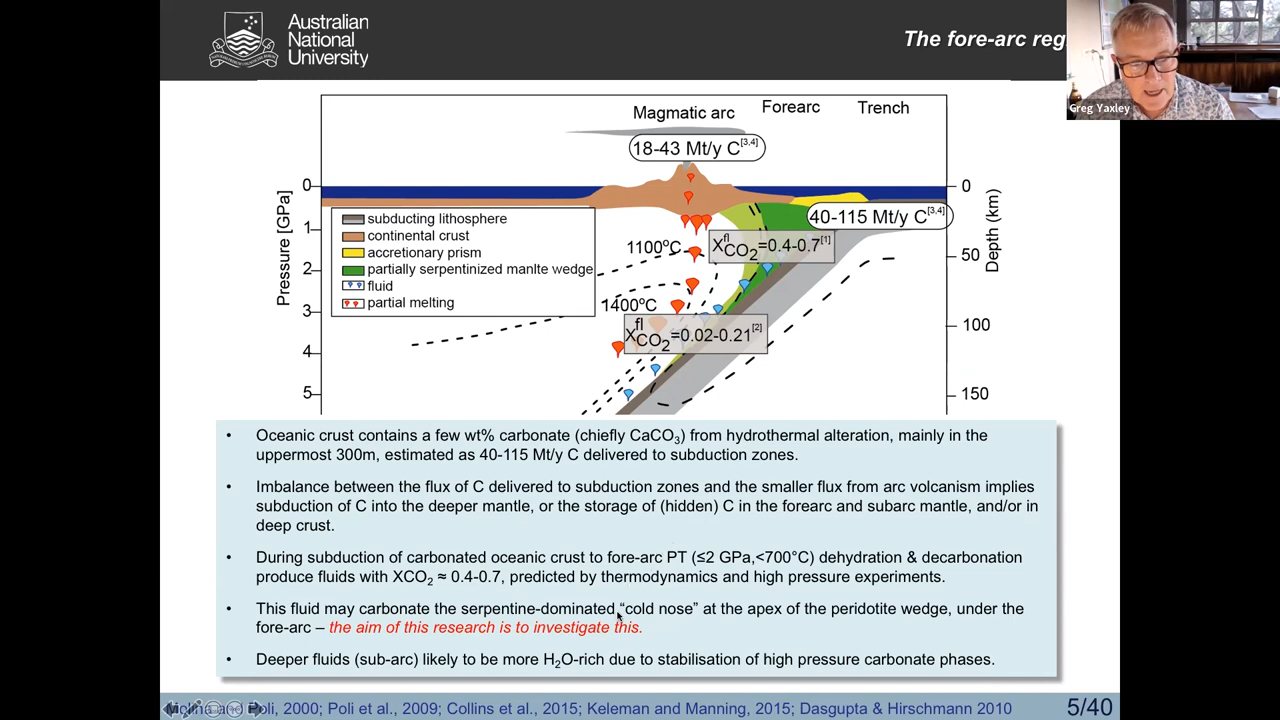 Australian
National
University
The fore-arc reg
Greg Yaxley
Magmatic arc
Forearc
Trench
18-43 Mt/y C[3,4]
0
0
40-115 Mt/y C[3,4]
subducting lithosphere
continental crust
accretionary prism
partially serpentinized manlte wedge
fluid
partial melting
Pressure [GPa]
Depth (km)
1
2
3
4
5
50
100
150
1100ºC
XflCO2=0.4-0.7[1]
1400ºC
XflCO2=0.02-0.21[2]
• Oceanic crust contains a few wt% carbonate (chiefly CaCO3) from hydrothermal alteration, mainly in the
uppermost 300m, estimated as 40-115 Mt/y C delivered to subduction zones.
• Imbalance between the flux of C delivered to subduction zones and the smaller flux from arc volcanism implies
subduction of C into the deeper mantle, or the storage of (hidden) C in the forearc and subarc mantle, and/or in
deep crust.
• During subduction of carbonated oceanic crust to fore-arc PT (≤2 GPa,<700°C) dehydration & decarbonation
produce fluids with XCO2 ≈ 0.4-0.7, predicted by thermodynamics and high pressure experiments.
• This fluid may carbonate the serpentine-dominated “cold nose” at the apex of the peridotite wedge, under the
fore-arc – the aim of this research is to investigate this.
• Deeper fluids (sub-arc) likely to be more H2O-rich due to stabilisation of high pressure carbonate phases.
Molina and Poli, 2000; Poli et al., 2009; Collins et al., 2015; Keleman and Manning, 2015; Dasgupta & Hirschmann 2010
5/40